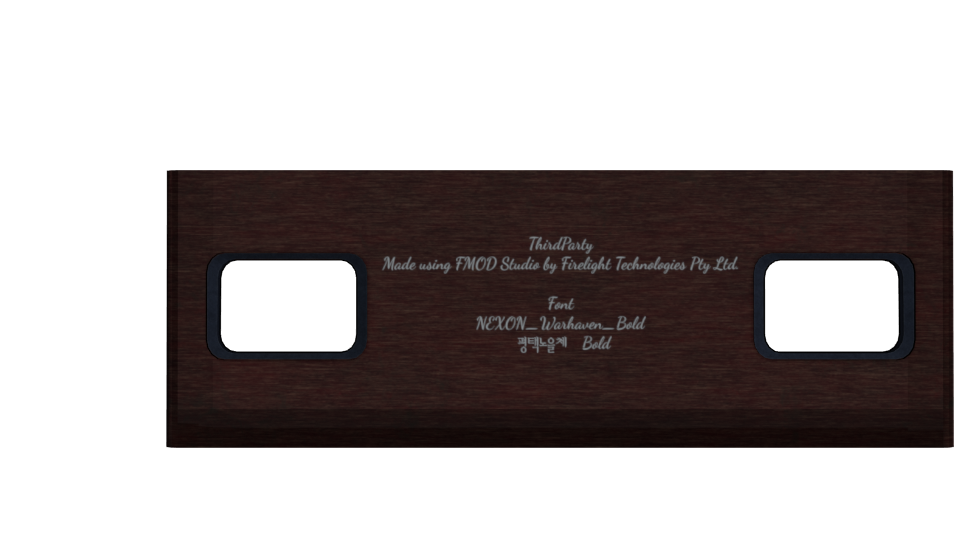 ThirdParty
Made using FMOD Studio by Firelight Technologies Pty Ltd.
Font
NEXON_Warhaven_Bold
평택노을체 Bold